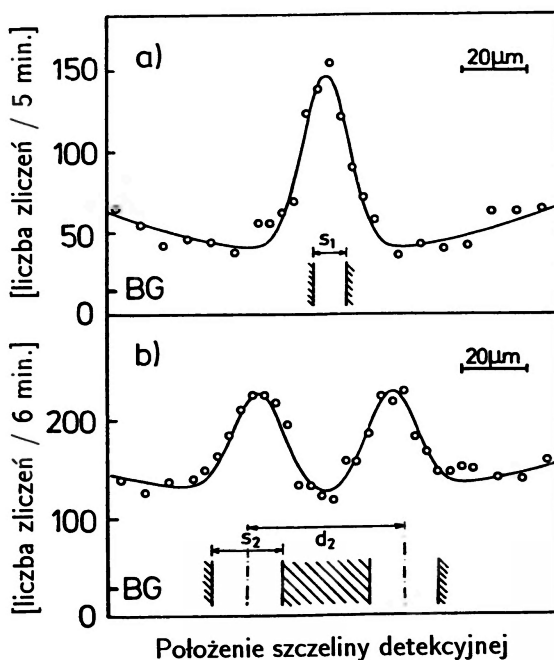 [liczba zliczeń / 5 min.]
150
100
50
0
a)
20µm
s₁
BG
[liczba zliczeń / 6 min.]
200
100
0
b)
20µm
s₂
d₂
BG
Położenie szczeliny detekcyjnej